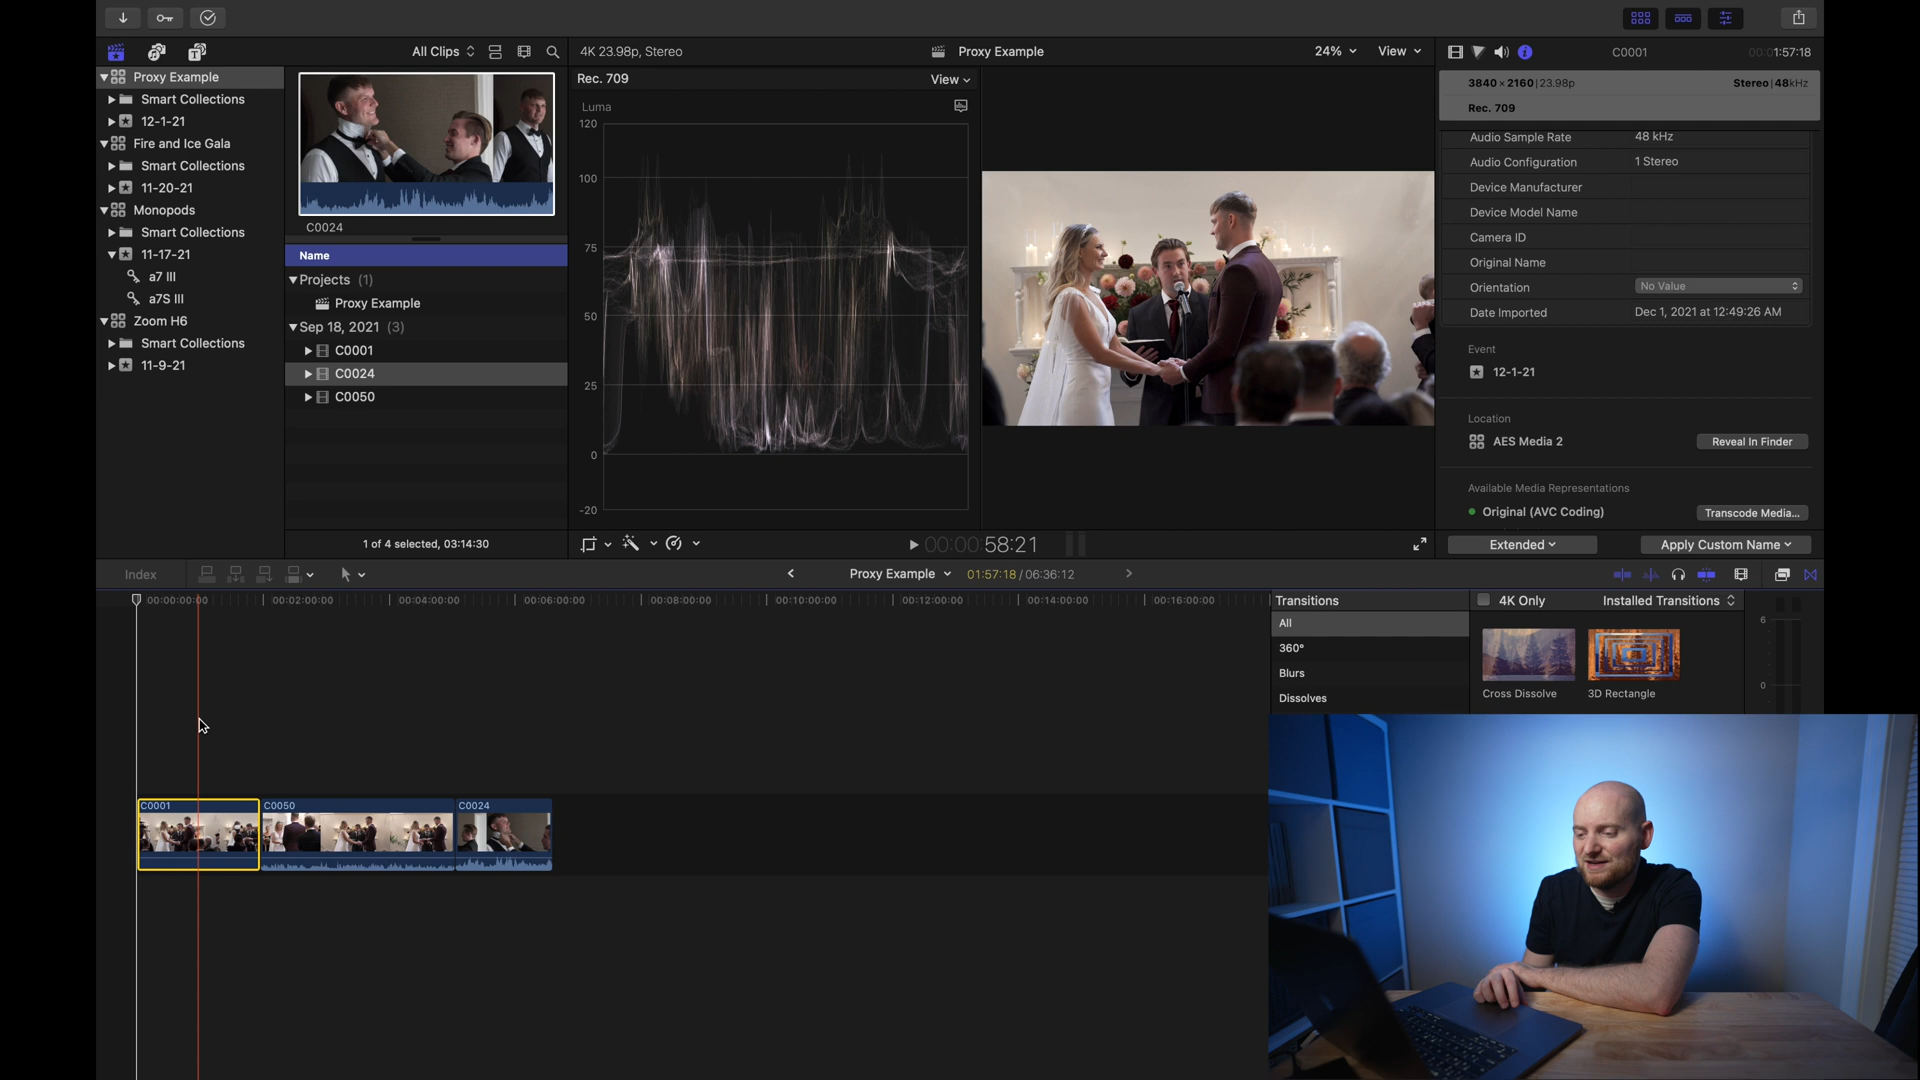 All Clips
4K 23.98p, Stereo
Proxy Example
24%
View
C0001
00:01:57:18
Proxy Example
Smart Collections
12-1-21
Fire and Ice Gala
Smart Collections
11-20-21
Monopods
Smart Collections
11-17-21
a7 III
a7S III
Zoom H6
Smart Collections
11-9-21
C0024
Name
Projects (1)
Proxy Example
Sep 18, 2021 (3)
C0001
C0024
C0050
1 of 4 selected, 03:14:30
Rec. 709
View
Luma
120
100
75
50
25
0
-20
00:00:00:58:21
3840 × 2160 | 23.98p
Stereo | 48kHz
Rec. 709
Audio Sample Rate 48 kHz
Audio Configuration 1 Stereo
Device Manufacturer
Device Model Name
Camera ID
Original Name
Orientation No Value
Date Imported Dec 1, 2021 at 12:49:26 AM
Event
12-1-21
Location
AES Media 2
Reveal In Finder
Available Media Representations
Original (AVC Coding)
Transcode Media...
Extended
Apply Custom Name
Index
Proxy Example
01:57:18 / 06:36:12
00:00:00:00
00:02:00:00
00:04:00:00
00:06:00:00
00:08:00:00
00:10:00:00
00:12:00:00
00:14:00:00
00:16:00:00
C0001
C0050
C0024
Transitions
4K Only
Installed Transitions
All
360°
Blurs
Dissolves
Cross Dissolve
3D Rectangle
6
0